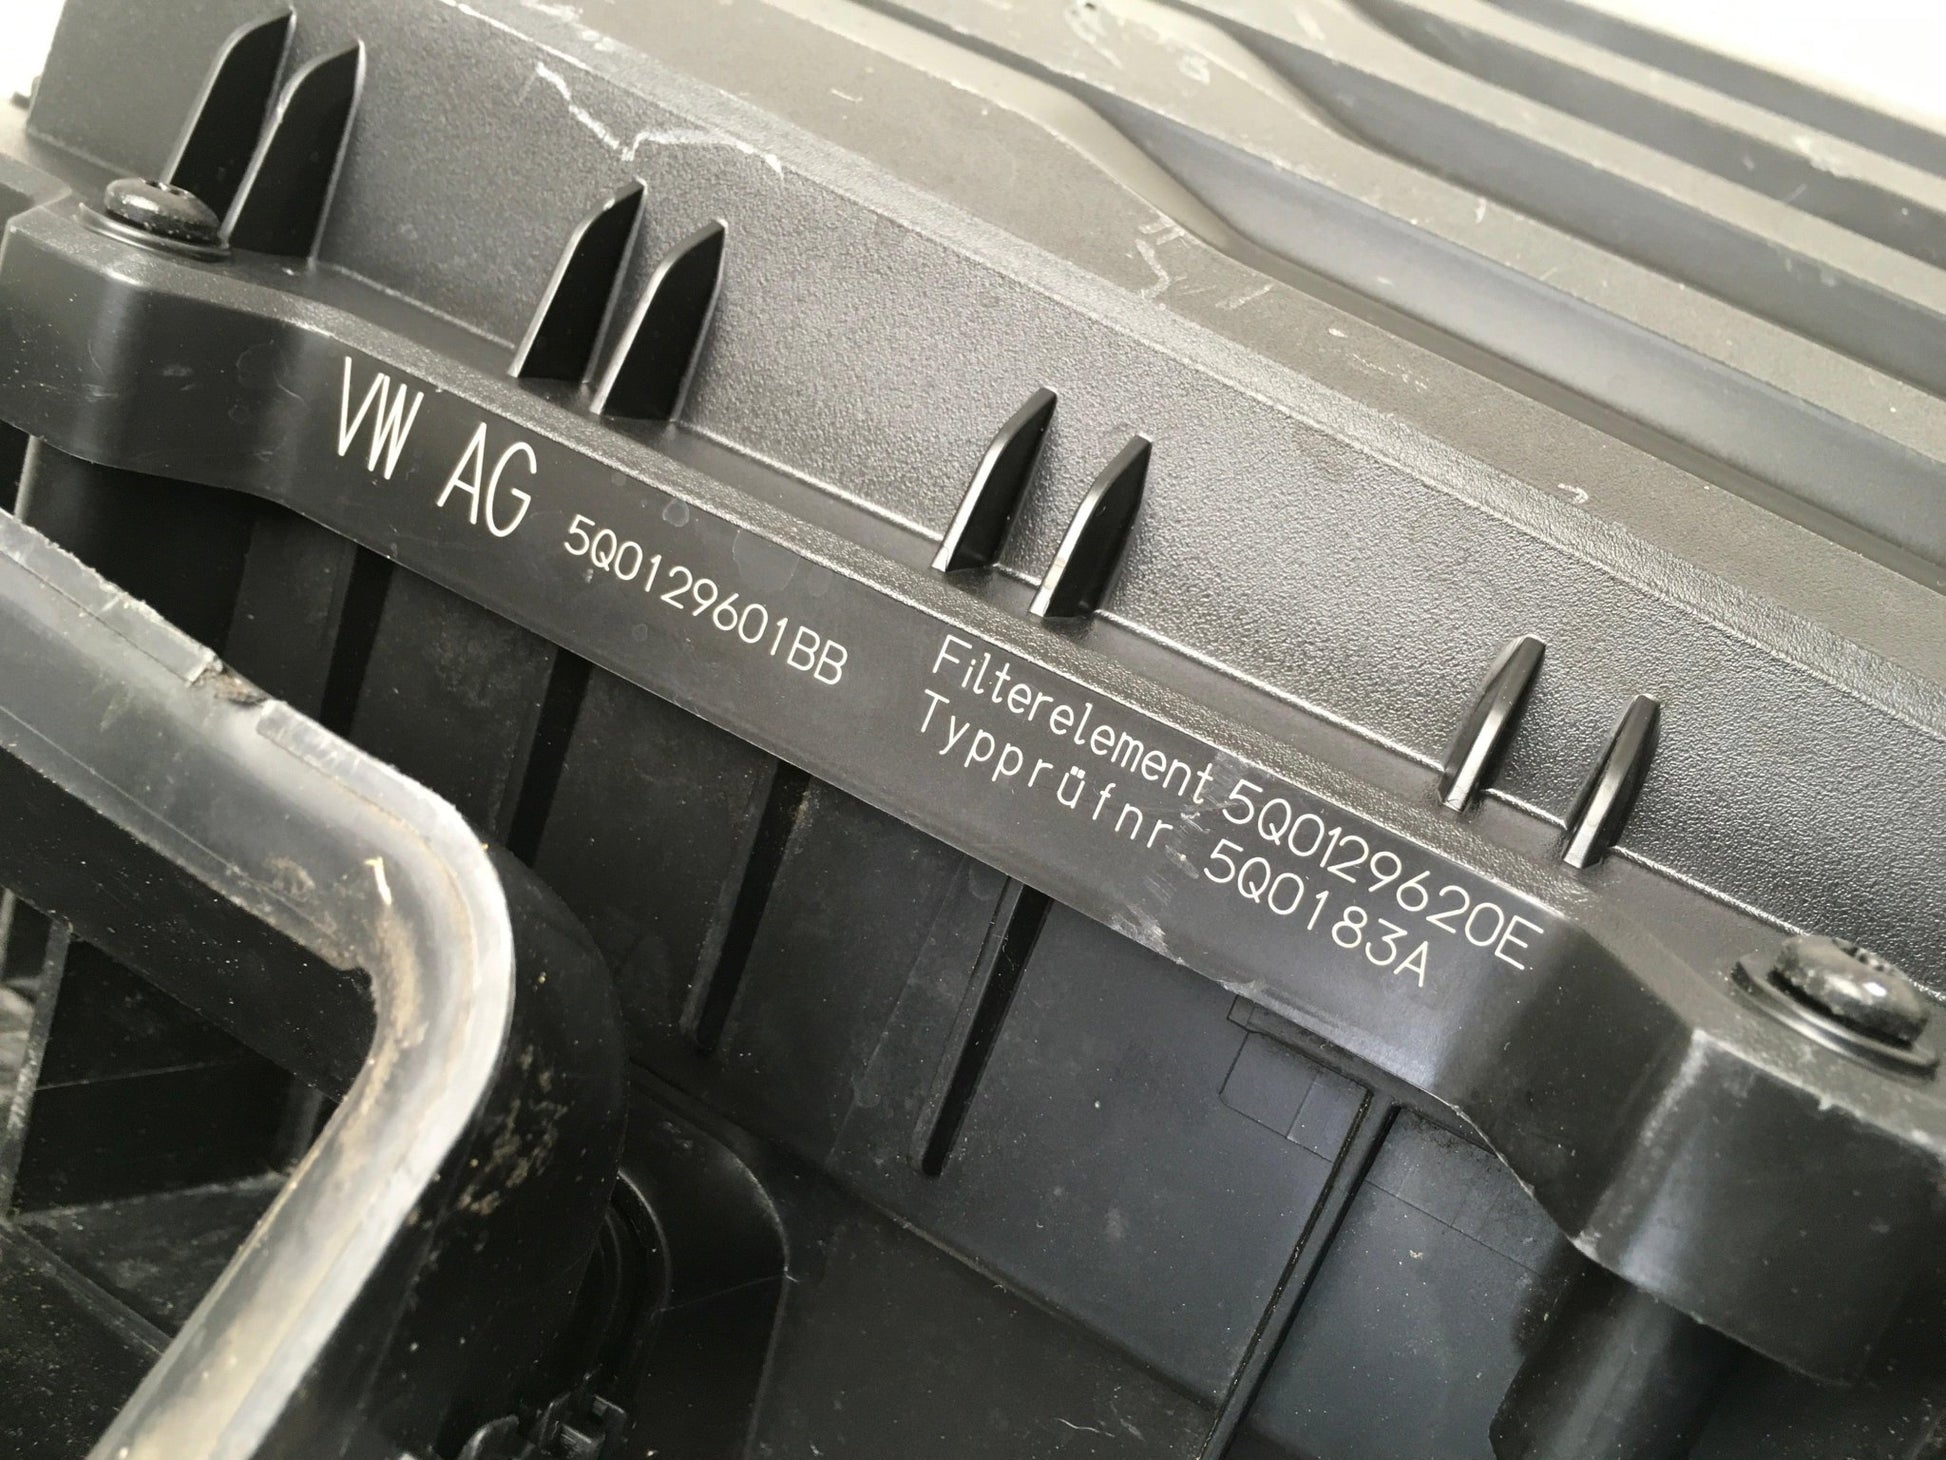 VW AG 5Q0129601BB Filterelement 5Q0129620E
Typprüfnr. 5Q0183A